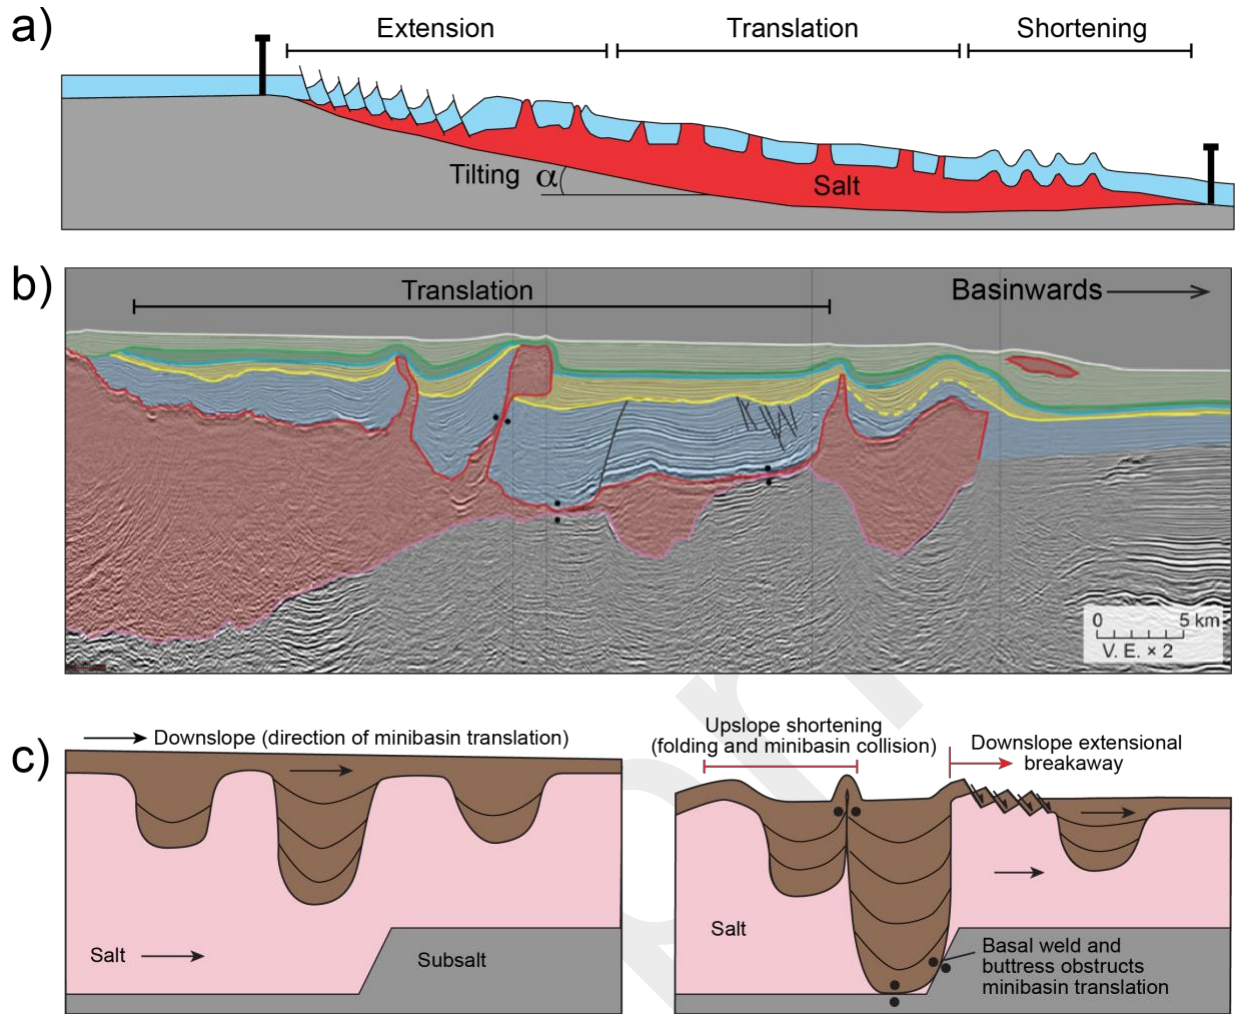 a)
Extension
Translation
Shortening
Tilting α
Salt
b)
Translation
Basinwards
0 5 km
V. E. × 2
c)
Downslope (direction of minibasin translation)
Salt
Subsalt
Upslope shortening
(folding and minibasin collision)
Downslope extensional
breakaway
Salt
Basal weld and
buttress obstructs
minibasin translation